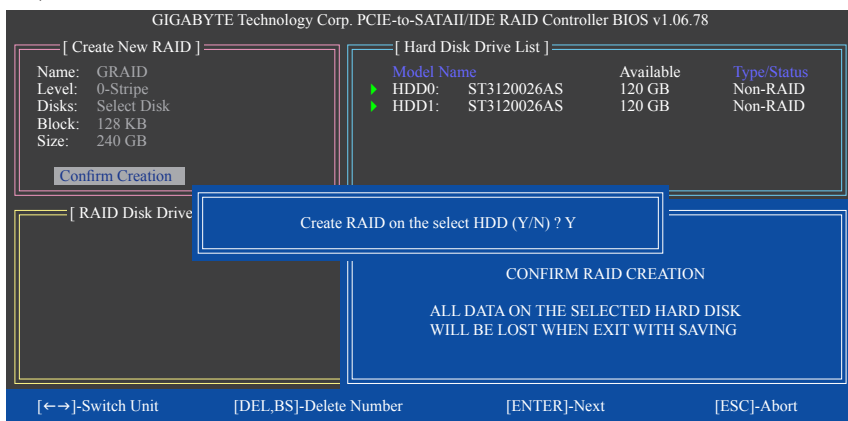 GIGABYTE Technology Corp. PCIE-to-SATAII/IDE RAID Controller BIOS v1.06.78
[ Create New RAID ]
Name: GRAID
Level: 0-Stripe
Disks: Select Disk
Block: 128 KB
Size: 240 GB
Confirm Creation
[ Hard Disk Drive List ]
Model Name Available Type/Status
HDD0: ST3120026AS 120 GB Non-RAID
HDD1: ST3120026AS 120 GB Non-RAID
[ RAID Disk Drive
Create RAID on the select HDD (Y/N) ? Y
CONFIRM RAID CREATION
ALL DATA ON THE SELECTED HARD DISK
WILL BE LOST WHEN EXIT WITH SAVING
[←→]-Switch Unit [DEL,BS]-Delete Number [ENTER]-Next [ESC]-Abort